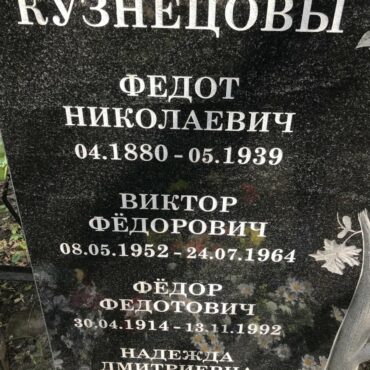 КУЗНЕЦОВЫ
ФЕДОТ
НИКОЛАЕВИЧ
04.1880 - 05.1939
ВИКТОР
ФЁДОРОВИЧ
08.05.1952 - 24.07.1964
ФЁДОР
ФЕДОТОВИЧ
30.04.1914 - 13.11.1992
НАДЕЖДА
ДМИТРИЕВНА